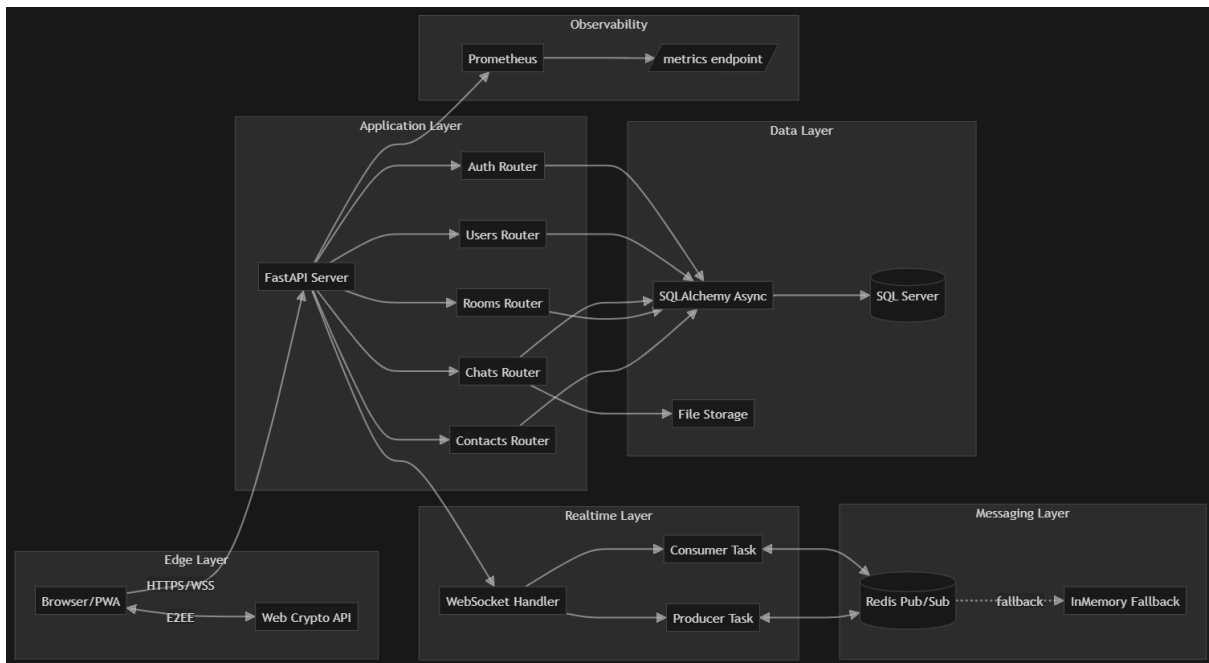 Observability
Prometheus
metrics endpoint
Application Layer
Auth Router
Users Router
FastAPI Server
Rooms Router
Chats Router
Contacts Router
Data Layer
SQLAlchemy Async
SQL Server
File Storage
Edge Layer
HTTPS/WSS
Browser/PWA
E2EE
Web Crypto API
Realtime Layer
Consumer Task
WebSocket Handler
Producer Task
Messaging Layer
Redis Pub/Sub
fallback
InMemory Fallback